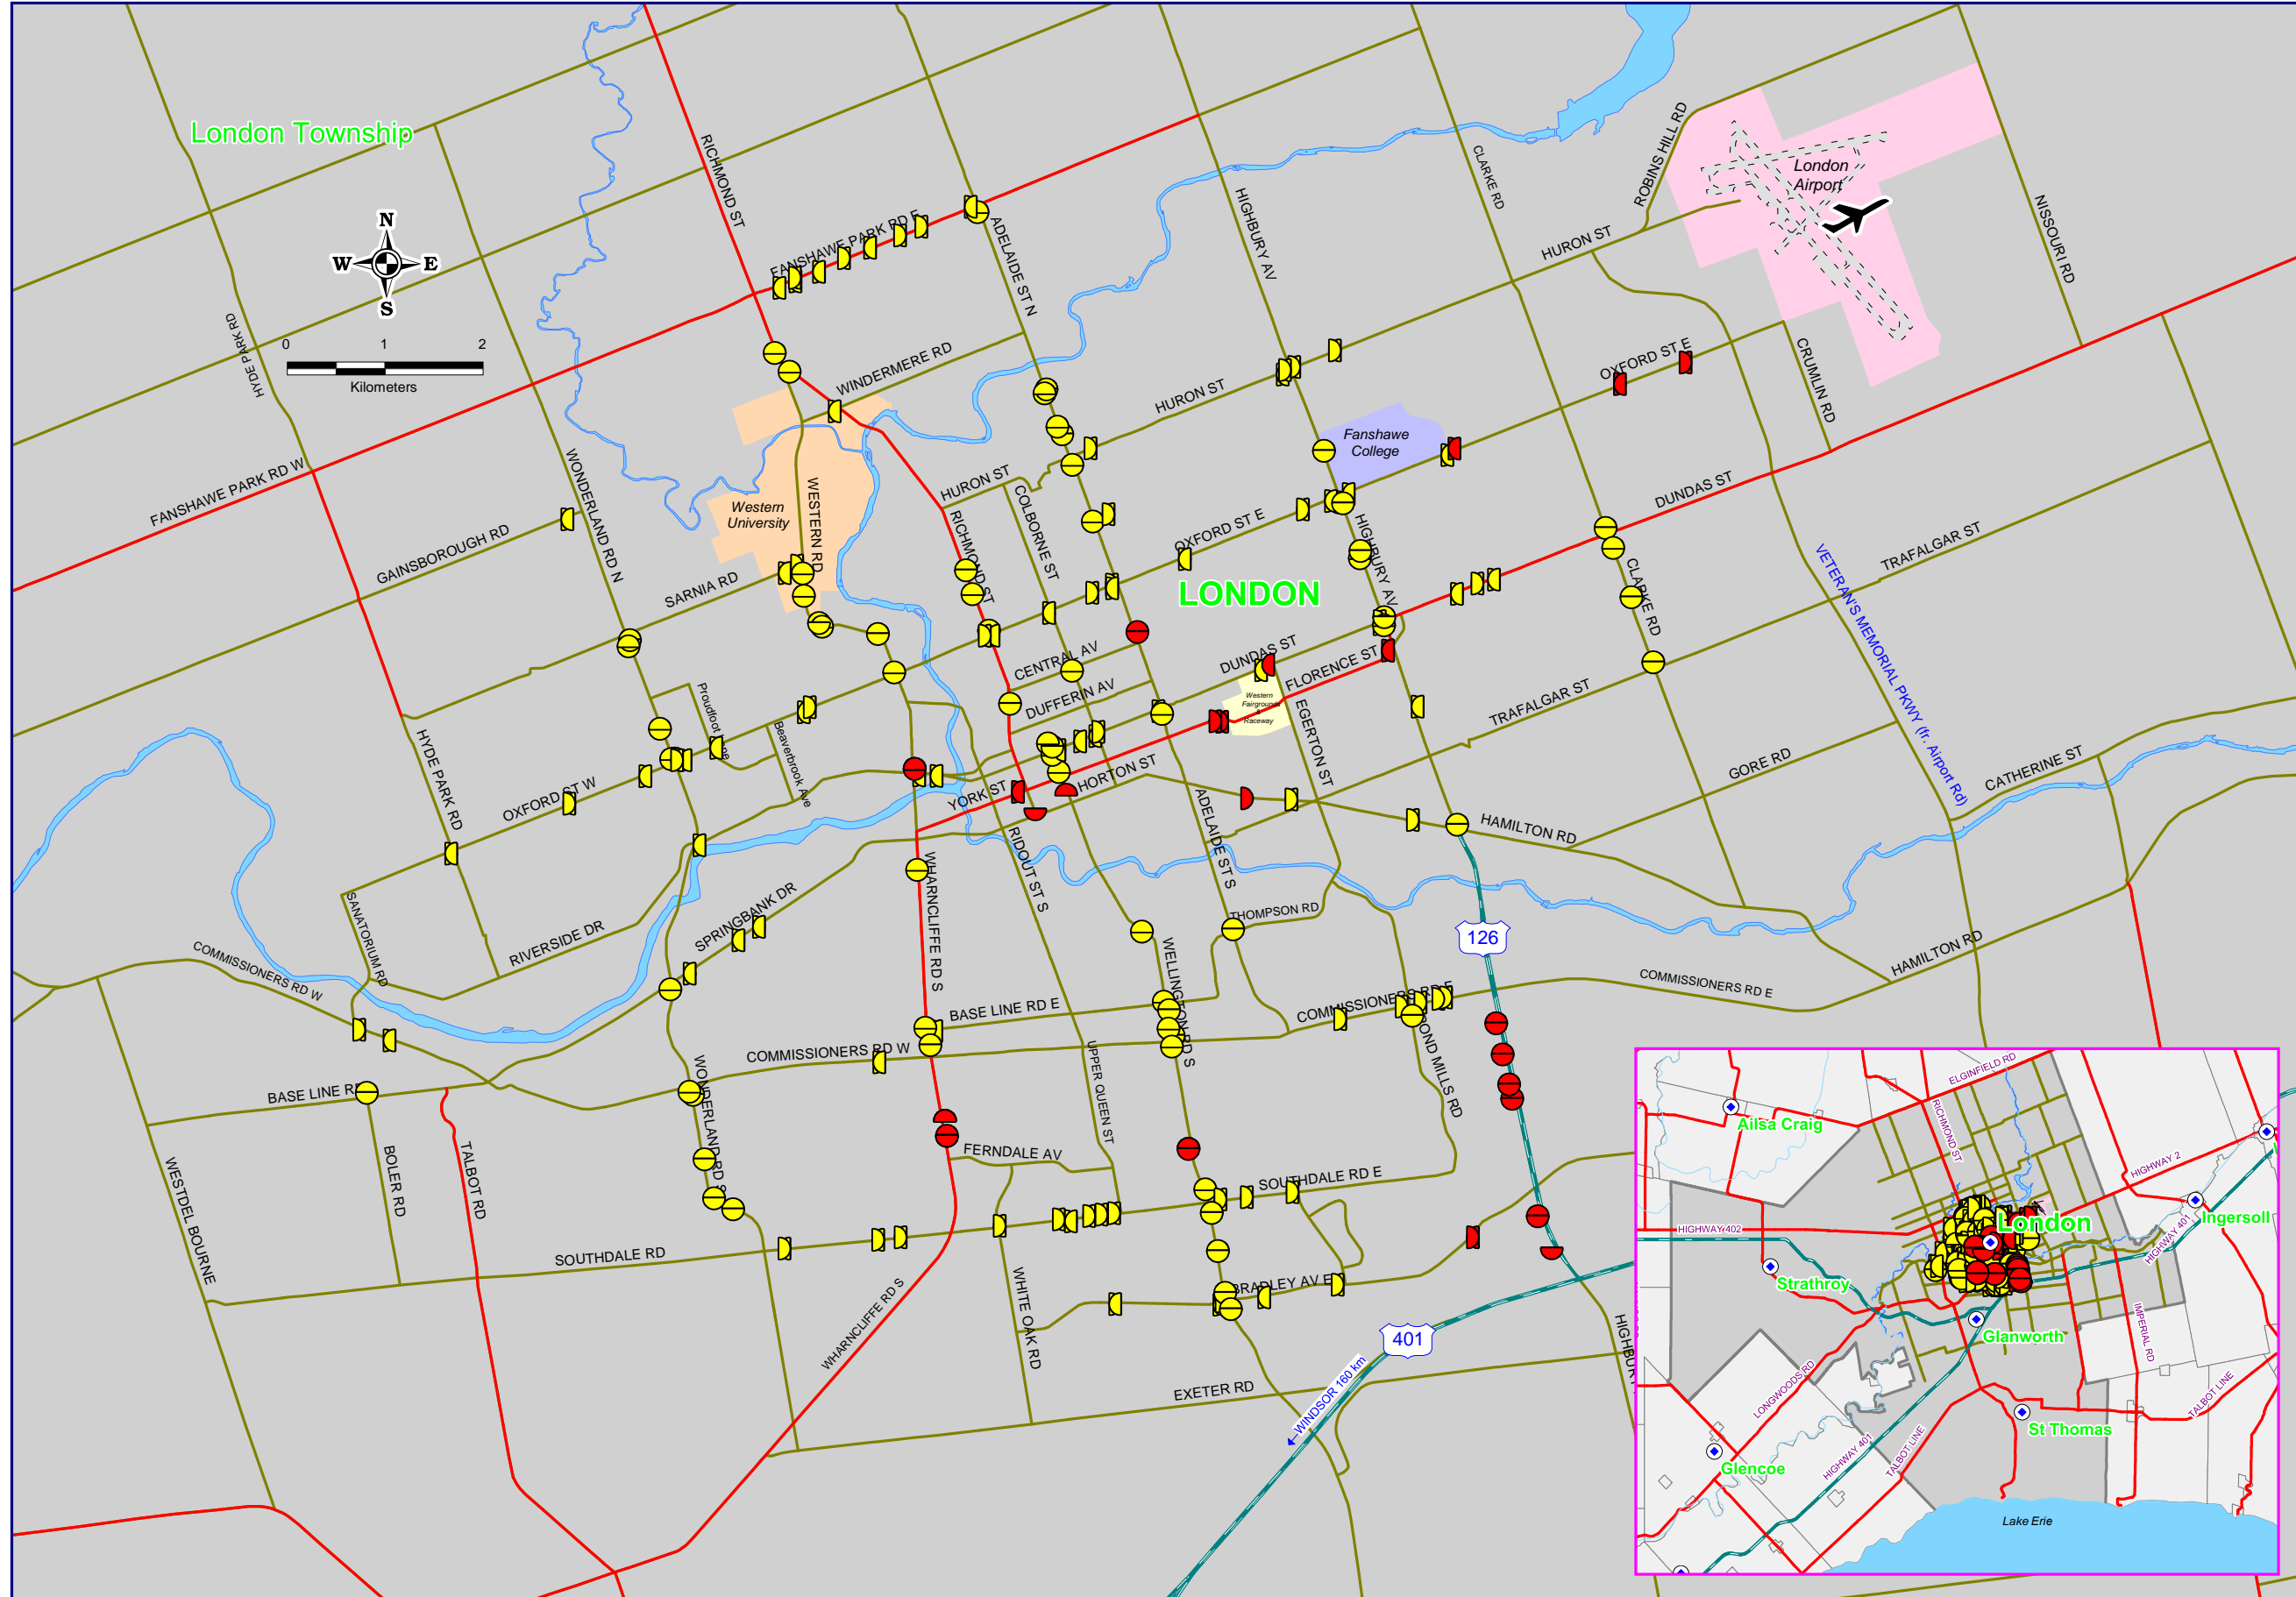 London Township
N
W
E
S
0
1
2
Kilometers
RICHMOND ST
FANSHAWE PARK RD E
ADELAIDE ST N
HIGHBURY AV
CLARKE RD
ROBINS HILL RD
London
Airport
NISSOURI RD
HURON ST
HYDE PARK RD
WINDERMERE RD
HURON ST
OXFORD ST E
CRUMLIN RD
Fanshawe
College
FANSHAWE PARK RD W
WONDERLAND RD N
WESTERN RD
HURON ST
COLBORNE ST
RICHMOND ST
Western
University
GAINSBOROUGH RD
SARNIA RD
OXFORD ST E
HIGHBURY AV
DUNDAS ST
TRAFALGAR ST
VETERAN'S MEMORIAL PKWY (fr. Airport Rd)
LONDON
CLARKE RD
CENTRAL AV
DUNDAS ST
FLORENCE ST
DUFFERIN AV
Western
Fairgrounds
&
Raceway
EGERTON ST
TRAFALGAR ST
Proudfoot Lane
Beaverbrook Ave
HYDE PARK RD
OXFORD ST W
YORK ST
HORTON ST
GORE RD
CATHERINE ST
ADELAIDE ST S
HAMILTON RD
RIDOUT ST S
WHARNCLIFFE RD S
SPRINGBANK DR
THOMPSON RD
SANATORIUM RD
RIVERSIDE DR
COMMISSIONERS RD W
126
HAMILTON RD
WELLINGTON RD S
COMMISSIONERS RD E
COMMISSIONERS RD E
BASE LINE RD E
COMMISSIONERS RD W
UPPER QUEEN ST
POND MILLS RD
WONDERLAND RD S
BASE LINE RD
BOLER RD
TALBOT RD
WESTDEL BOURNE
FERNDALE AV
SOUTHDALE RD E
SOUTHDALE RD
BRADLEY AV E
WHITE OAK RD
WHARNCLIFFE RD S
401
WINDSOR 160 km
EXETER RD
HIGHBURY
ELGINFIELD RD
Ailsa Craig
RICHMOND ST
HIGHWAY 2
HIGHWAY 402
London
Ingersoll
HIGHWAY 401
Strathroy
Glanworth
IMPERIAL RD
LONGWOODS RD
TALBOT LINE
St Thomas
HIGHWAY 401
TALBOT LINE
Glencoe
Lake Erie